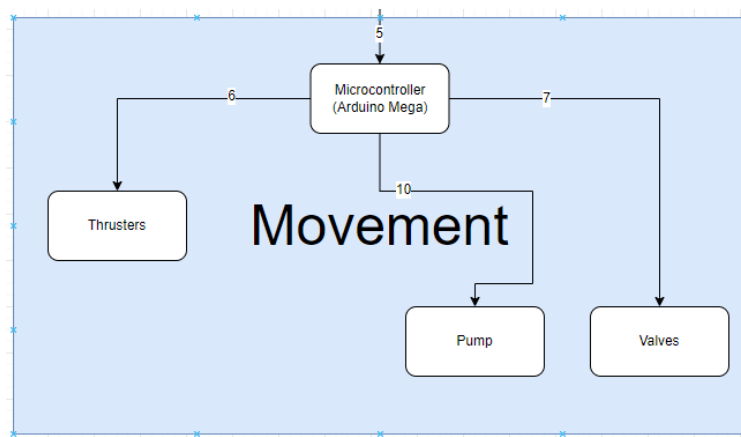 5
Microcontroller
(Arduino Mega)
6
7
10
Thrusters
Movement
Pump
Valves